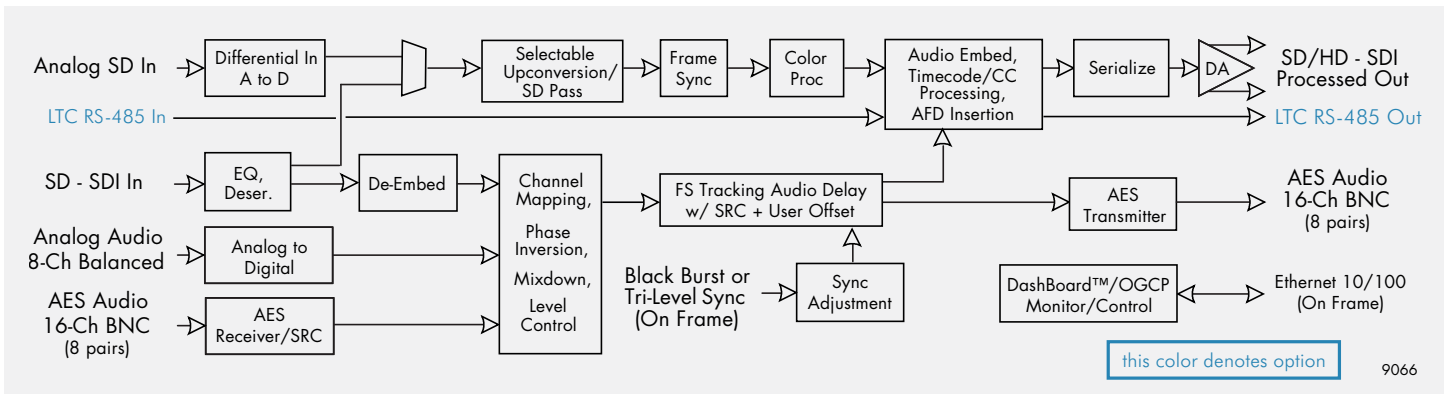 Analog SD In
Differential In
A to D
Selectable
Upconversion/
SD Pass
Frame
Sync
Color
Proc
Audio Embed,
Timecode/CC
Processing,
AFD Insertion
Serialize
DA
SD/HD - SDI
Processed Out
LTC RS-485 In
LTC RS-485 Out
SD - SDI In
EQ,
Deser.
De-Embed
Channel
Mapping,
Phase
Inversion,
Mixdown,
Level
Control
FS Tracking Audio Delay
w/ SRC + User Offset
AES
Transmitter
AES Audio
16-Ch BNC
(8 pairs)
Analog Audio
8-Ch Balanced
Analog to
Digital
Black Burst or
Tri-Level Sync
(On Frame)
Sync
Adjustment
DashBoard™/OGCP
Monitor/Control
Ethernet 10/100
(On Frame)
AES Audio
16-Ch BNC
(8 pairs)
AES
Receiver/SRC
this color denotes option
9066